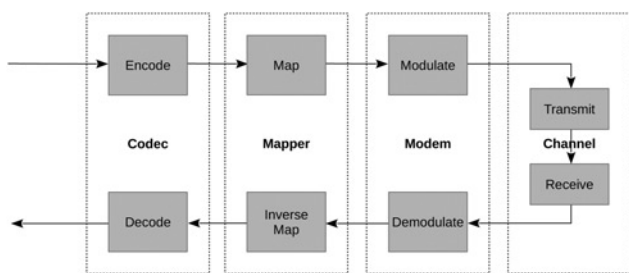 Encode
Map
Modulate
Transmit
Codec
Mapper
Modem
Channel
Receive
Decode
Inverse
Map
Demodulate